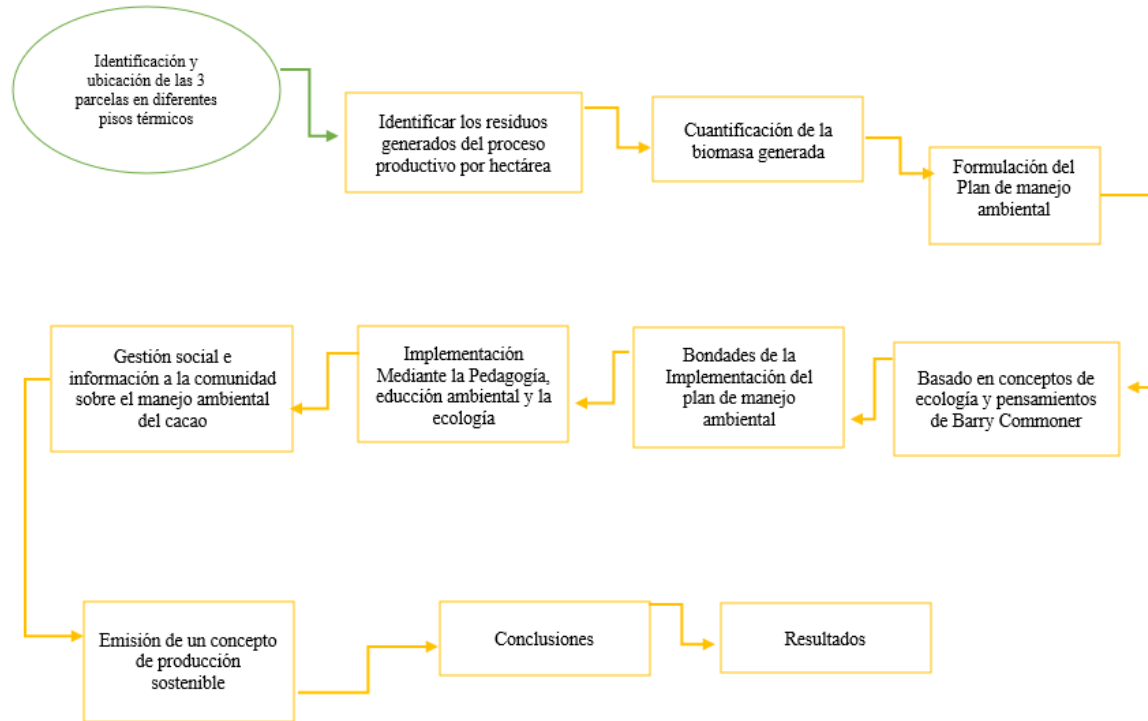 Identificación y
ubicación de las 3
parcelas en diferentes
pisos térmicos
Identificar los residuos
generados del proceso
productivo por hectárea
Cuantificación de la
biomasa generada
Formulación del
Plan de manejo
ambiental
Basado en conceptos de
ecología y pensamientos
de Barry Commoner
Bondades de la
Implementación del
plan de manejo
ambiental
Implementación
Mediante la Pedagogía,
educción ambiental y la
ecología
Gestión social e
información a la comunidad
sobre el manejo ambiental
del cacao
Emisión de un concepto
de producción
sostenible
Conclusiones
Resultados